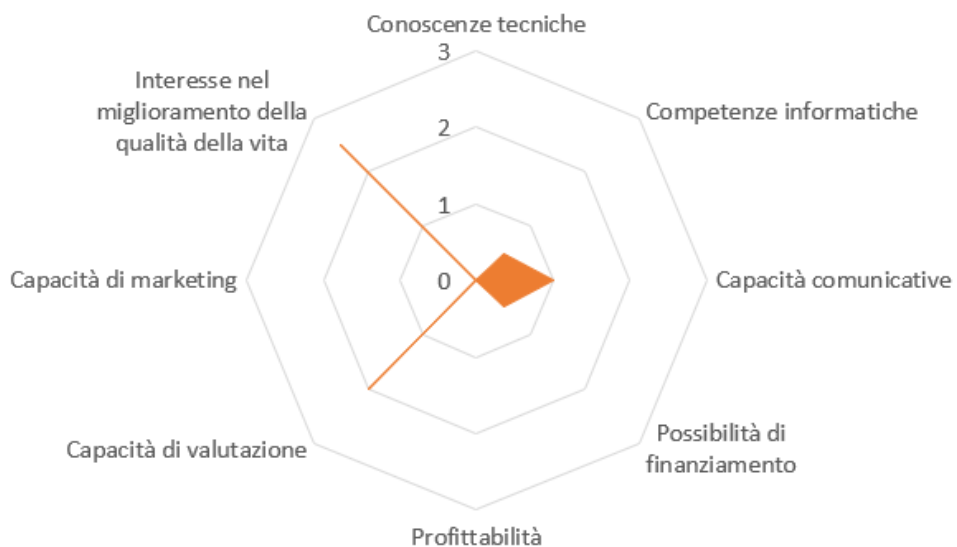 Conoscenze tecniche
3
Interesse nel
miglioramento della
qualità della vita
Competenze informatiche
2
1
Capacità di marketing
0
Capacità comunicative
Capacità di valutazione
Possibilità di
finanziamento
Profittabilità